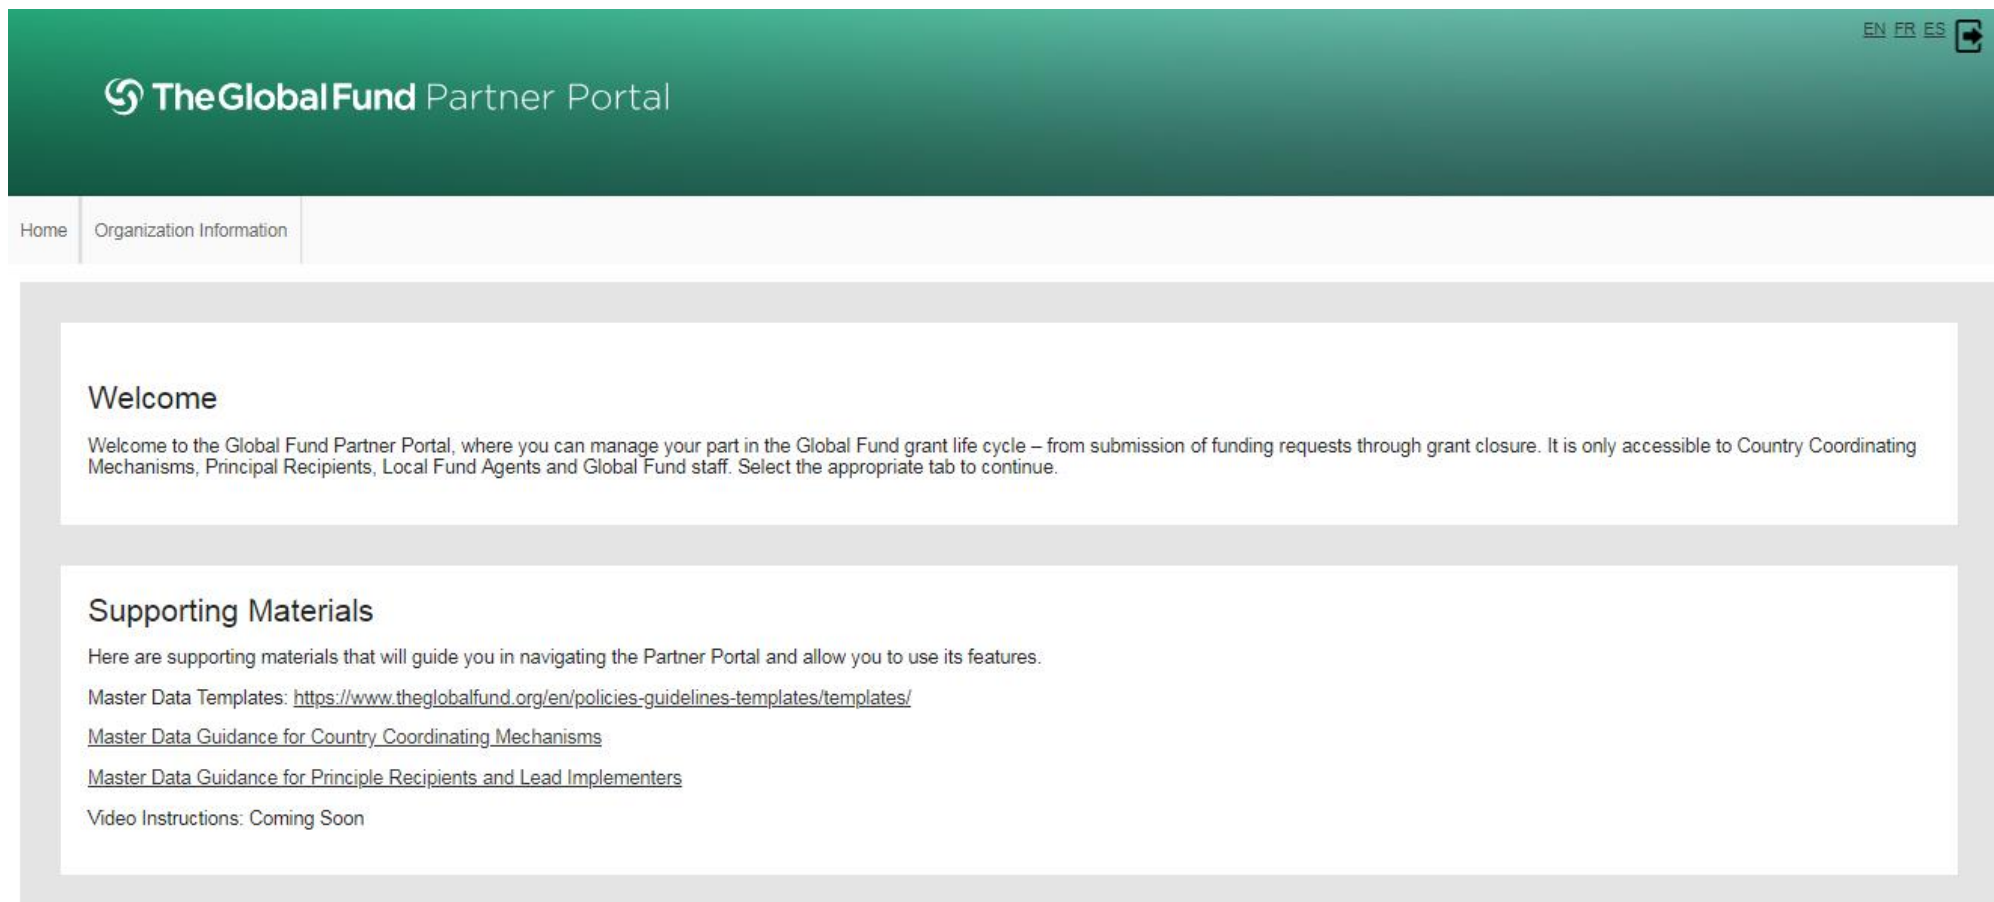 EN FR ES
The Global Fund Partner Portal
Home Organization Information
Welcome
Welcome to the Global Fund Partner Portal, where you can manage your part in the Global Fund grant life cycle – from submission of funding requests through grant closure. It is only accessible to Country Coordinating
Mechanisms, Principal Recipients, Local Fund Agents and Global Fund staff. Select the appropriate tab to continue.
Supporting Materials
Here are supporting materials that will guide you in navigating the Partner Portal and allow you to use its features.
Master Data Templates: https://www.theglobalfund.org/en/policies-guidelines-templates/templates/
Master Data Guidance for Country Coordinating Mechanisms
Master Data Guidance for Principle Recipients and Lead Implementers
Video Instructions: Coming Soon